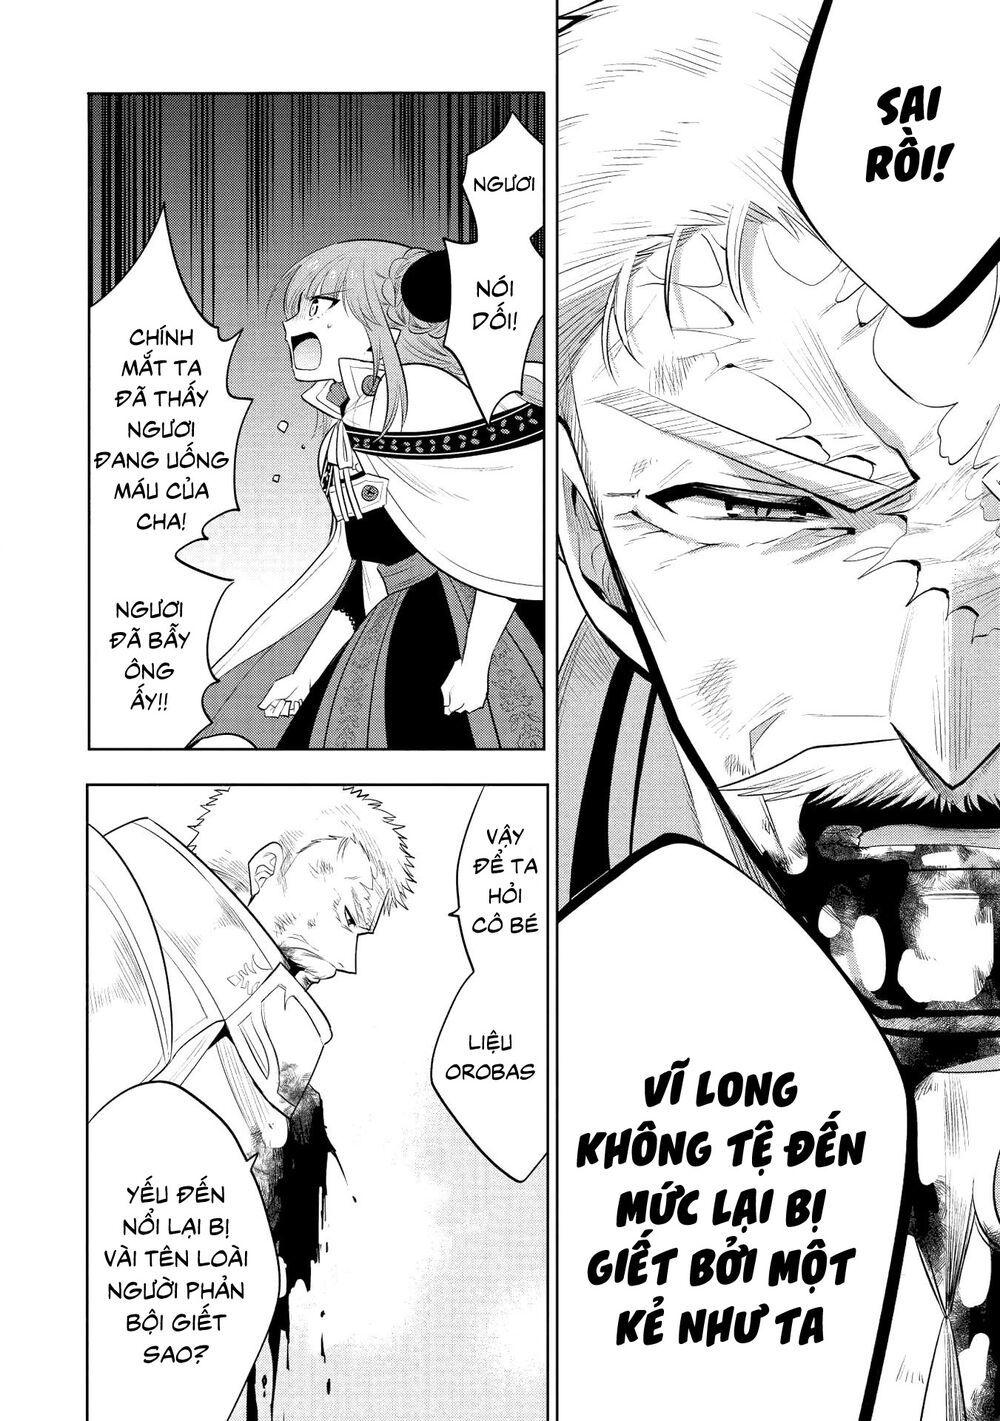 SAI
RỒI!
VĨ LONG
KHÔNG TỆ ĐẾN
MỨC LẠI BỊ
GIẾT BỞI MỘT
KẺ NHƯ TA
NGƯƠI
NÓI
DỐI!
CHÍNH
MẮT TA
ĐÃ THẤY
NGƯƠI
ĐANG UỐNG
MÁU CỦA
CHA!
NGƯƠI
ĐÃ BẪY
ÔNG
ẤY!!
VẬY
ĐỂ TA
HỎI
CÔ BÉ
LIỆU
OROBAS
YẾU ĐẾN
NỔI LẠI BỊ
VÀI TÊN LOÀI
NGƯỜI PHẢN
BỘI GIẾT
SAO?